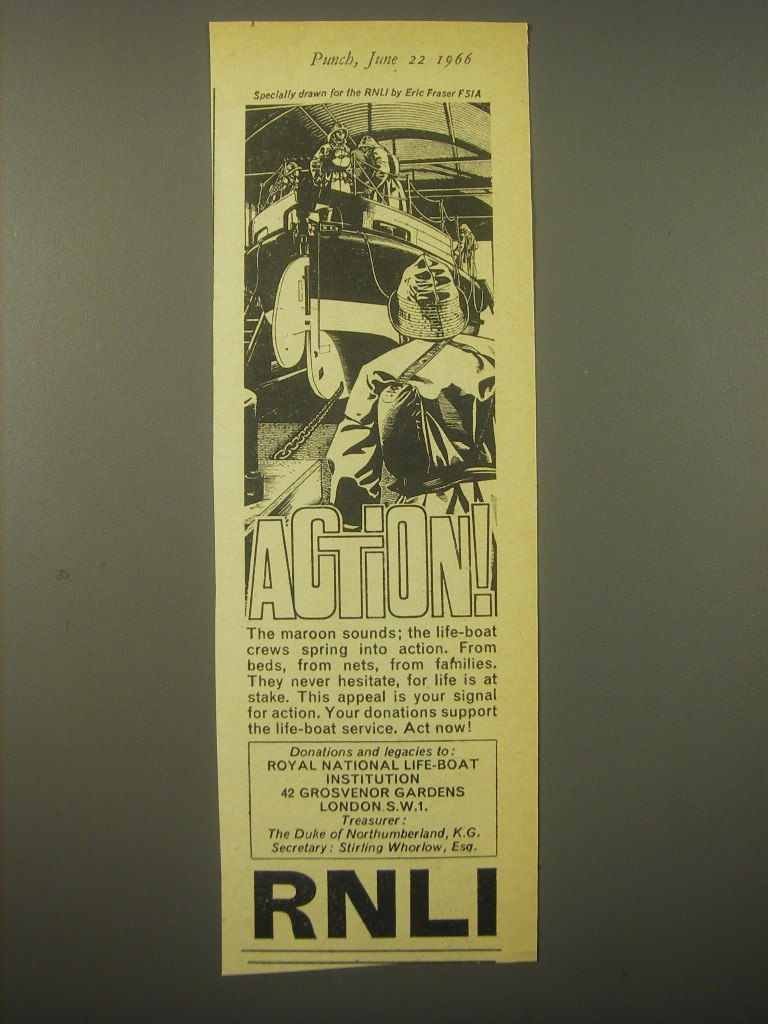 Punch, June 22 1966
Specially drawn for the RNLI by Eric Fraser FSIA
ACTiON!
The maroon sounds; the life-boat
crews spring into action. From
beds, from nets, from families.
They never hesitate, for life is at
stake. This appeal is your signal
for action. Your donations support
the life-boat service. Act now!
Donations and legacies to:
ROYAL NATIONAL LIFE-BOAT
INSTITUTION
42 GROSVENOR GARDENS
LONDON S.W.1.
Treasurer:
The Duke of Northumberland, K.G.
Secretary: Stirling Whorlow, Esq.
RNLI